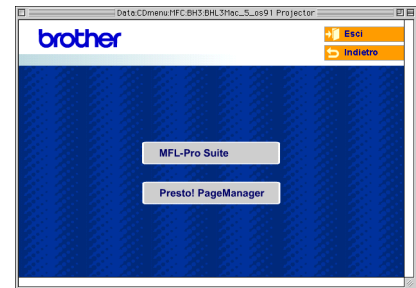 Data:CDmenu:MFC:BH3:BHL3Mac_5_os91 Projector
brother
Esci
Indietro
MFL-Pro Suite
Presto! PageManager